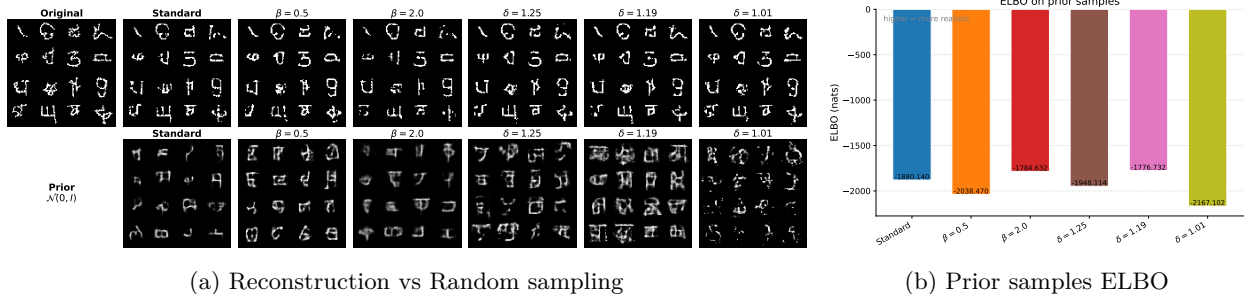 Original Standard β = 0.5 β = 2.0 δ = 1.25 δ = 1.19 δ = 1.01
Standard β = 0.5 β = 2.0 δ = 1.25 δ = 1.19 δ = 1.01
Prior
𝒩(0, I)
(a) Reconstruction vs Random sampling
ELBO on prior samples
higher = more realistic
ELBO (nats)
0
−500
−1000
−1500
−2000
-1880.140
-2038.470
-1784.632
-1948.114
-1776.732
-2167.102
Standard
β = 0.5
β = 2.0
δ = 1.25
δ = 1.19
δ = 1.01
(b) Prior samples ELBO